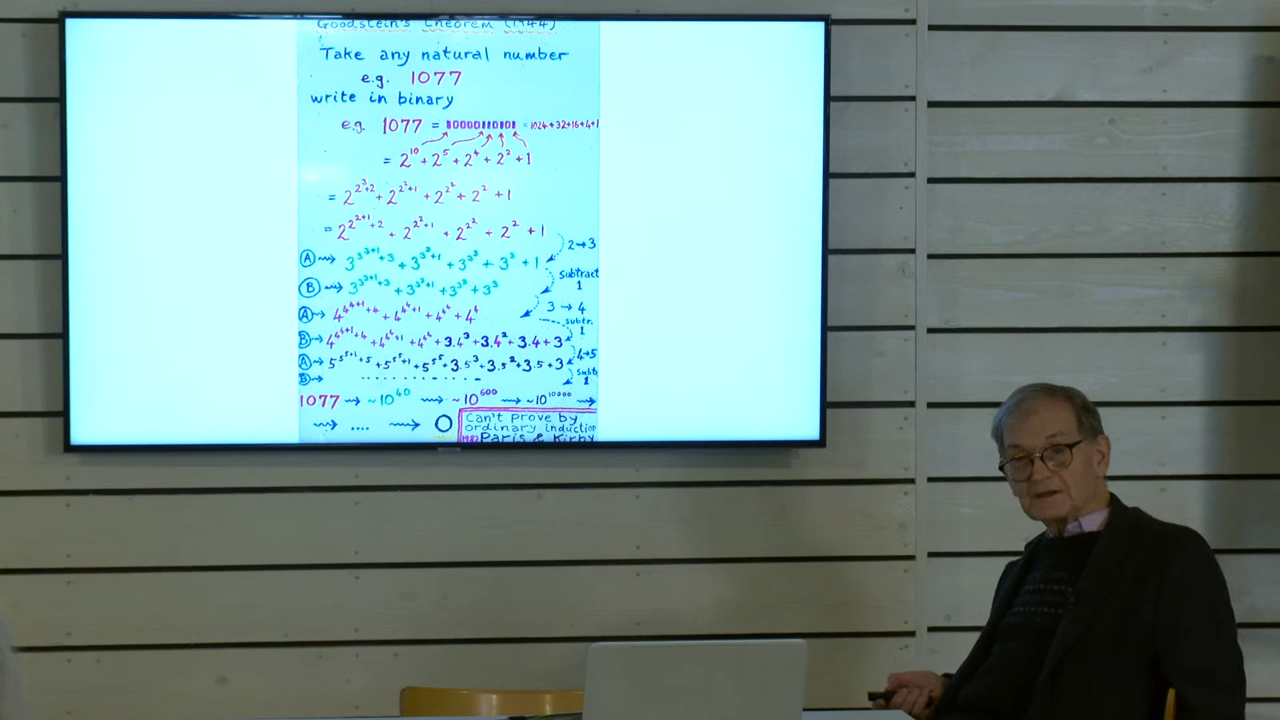 Goodstein's theorem (1944)
Take any natural number
e.g. 1077
write in binary
e.g. 1077 = 10000110101 = 1024+32+16+4+1
= 2^10 + 2^5 + 2^4 + 2^2 + 1
= 2^2^3+2 + 2^2^2+1 + 2^2^2 + 2^2 + 1
= 2^2^2+1+2 + 2^2^2+1 + 2^2^2 + 2^2 + 1
2→3
Ⓐ⇝ 3^3^3+1+3 + 3^3^3+1 + 3^3^3 + 3^3 + 1
subtract 1
Ⓑ⇝ 3^3^3+1+3 + 3^3^3+1 + 3^3^3 + 3^3
3→4
Ⓐ⇝ 4^4^4+1+4 + 4^4^4+1 + 4^4^4 + 4^4
subtr. 1
Ⓑ⇝ 4^4^4+1+4 + 4^4^4+1 + 4^4^4 + 3.4^3 + 3.4^2 + 3.4 + 3
4→5
Ⓐ⇝ 5^5^5+1+5 + 5^5^5+1 + 5^5^5 + 3.5^3 + 3.5^2 + 3.5 + 3
Ⓑ⇝ . . . . . . . . . .
1
1077 ⇝ ~10^40 ⇝ ~10^600 ⇝ ~10^10000 ⇝
⇝ .... ⇝ 0
Can't prove by
ordinary induction
Paris & Kirby